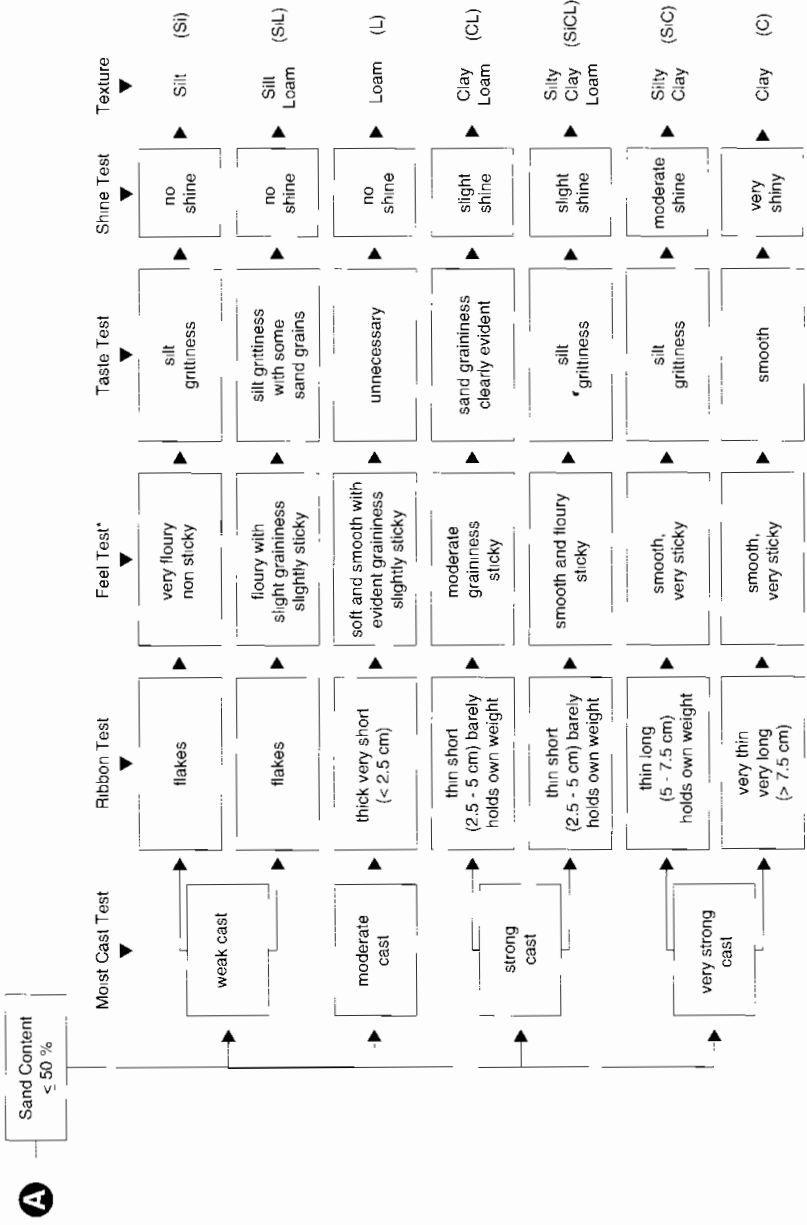 A
Sand Content
≤ 50 %
Moist Cast Test
Ribbon Test
Feel Test*
Taste Test
Shine Test
Texture
weak cast
flakes
very floury
non sticky
silt
grittiness
no
shine
Silt (Si)
flakes
floury with
slight graininess
slightly sticky
silt grittiness
with some
sand grains
no
shine
Silt
Loam
(SiL)
moderate
cast
thick very short
(< 2.5 cm)
soft and smooth with
evident graininess
slightly sticky
unnecessary
no
shine
Loam (L)
strong
cast
thin short
(2.5 - 5 cm) barely
holds own weight
moderate
graininess
sticky
sand graininess
clearly evident
slight
shine
Clay
Loam
(CL)
thin short
(2.5 - 5 cm) barely
holds own weight
smooth and floury
sticky
silt
grittiness
slight
shine
Silty
Clay
Loam
(SiCL)
very strong
cast
thin long
(5 - 7.5 cm)
holds own weight
smooth,
very sticky
silt
grittiness
moderate
shine
Silty
Clay
(SiC)
very thin
very long
(> 7.5 cm)
smooth,
very sticky
smooth
very
shiny
Clay (C)